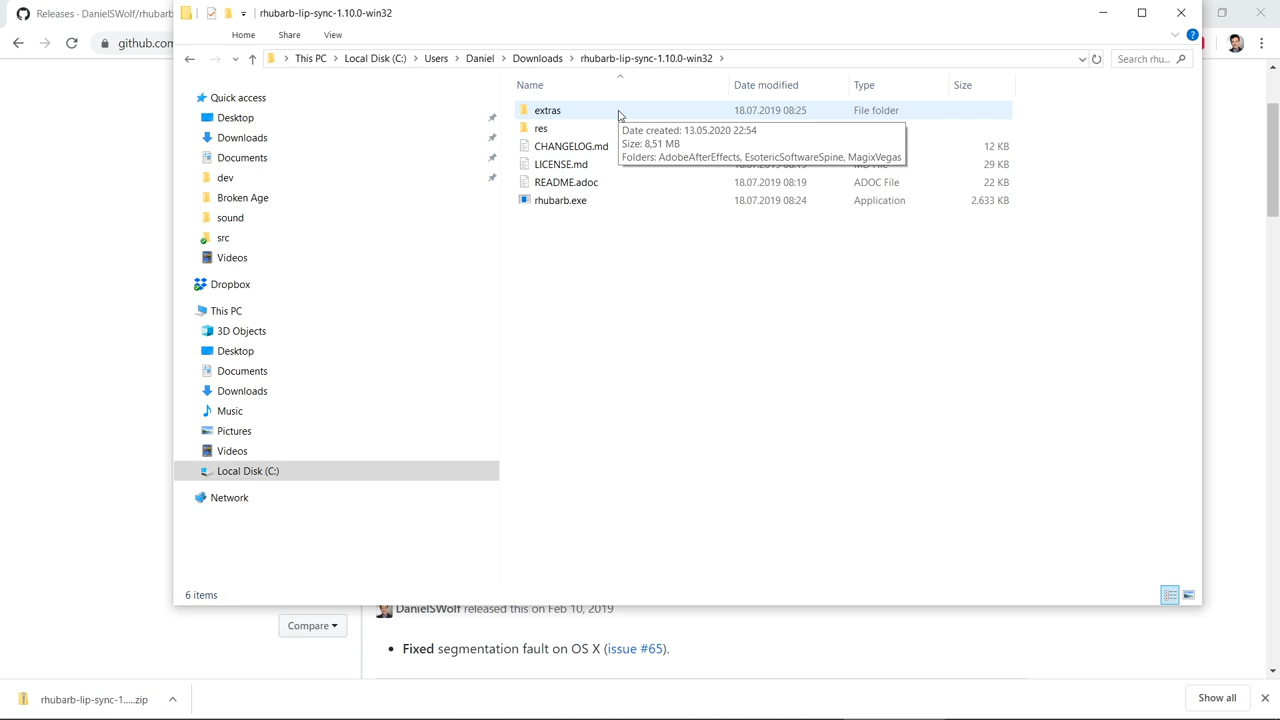 Releases · DanielSWolf/rhubarb
rhubarb-lip-sync-1.10.0-win32
github.com
Home Share View
This PC Local Disk (C:) Users Daniel Downloads rhubarb-lip-sync-1.10.0-win32
Search rhu...
Name Date modified Type Size
Quick access
Desktop
Downloads
Documents
dev
Broken Age
sound
src
Videos
Dropbox
This PC
3D Objects
Desktop
Documents
Downloads
Music
Pictures
Videos
Local Disk (C:)
Network
extras 18.07.2019 08:25 File folder
res
CHANGELOG.md 12 KB
LICENSE.md 29 KB
README.adoc 18.07.2019 08:19 ADOC File 22 KB
rhubarb.exe 18.07.2019 08:24 Application 2.633 KB
Date created: 13.05.2020 22:54
Size: 8,51 MB
Folders: AdobeAfterEffects, EsotericSoftwareSpine, MagixVegas
6 items
DanielSWolf released this on Feb 10, 2019
Compare
Fixed segmentation fault on OS X (issue #65).
rhubarb-lip-sync-1.....zip
Show all